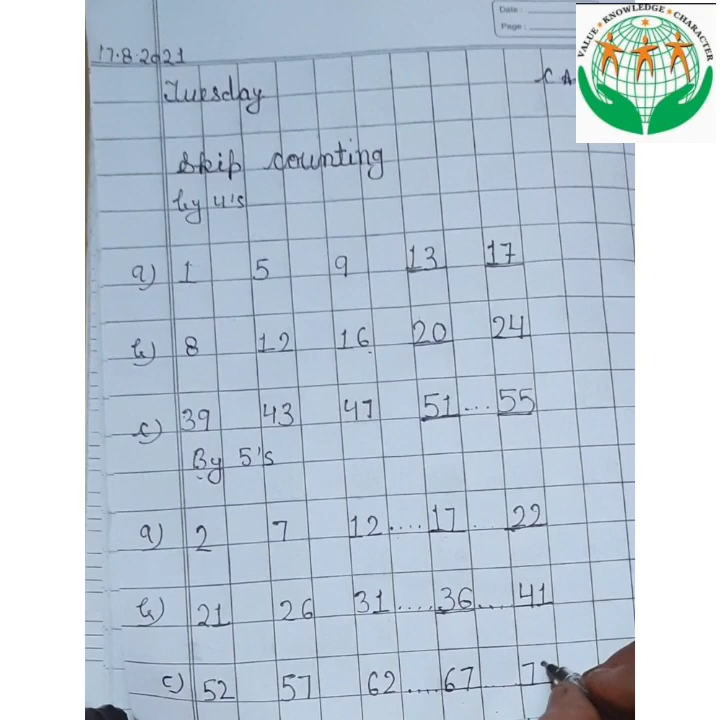 Date :
Page :
VALUE ★ KNOWLEDGE ★ CHARACTER
17.8.2021
Tuesday
Skip counting
by 4's
a) 1 5 9 13 17
b) 8 12 16 20 24
c) 39 43 47 51 ... 55
By 5's
a) 2 7 12 .... 17 .. 22
b) 21 26 31 .... 36 .... 41
c) 52 57 62 .... 67 7